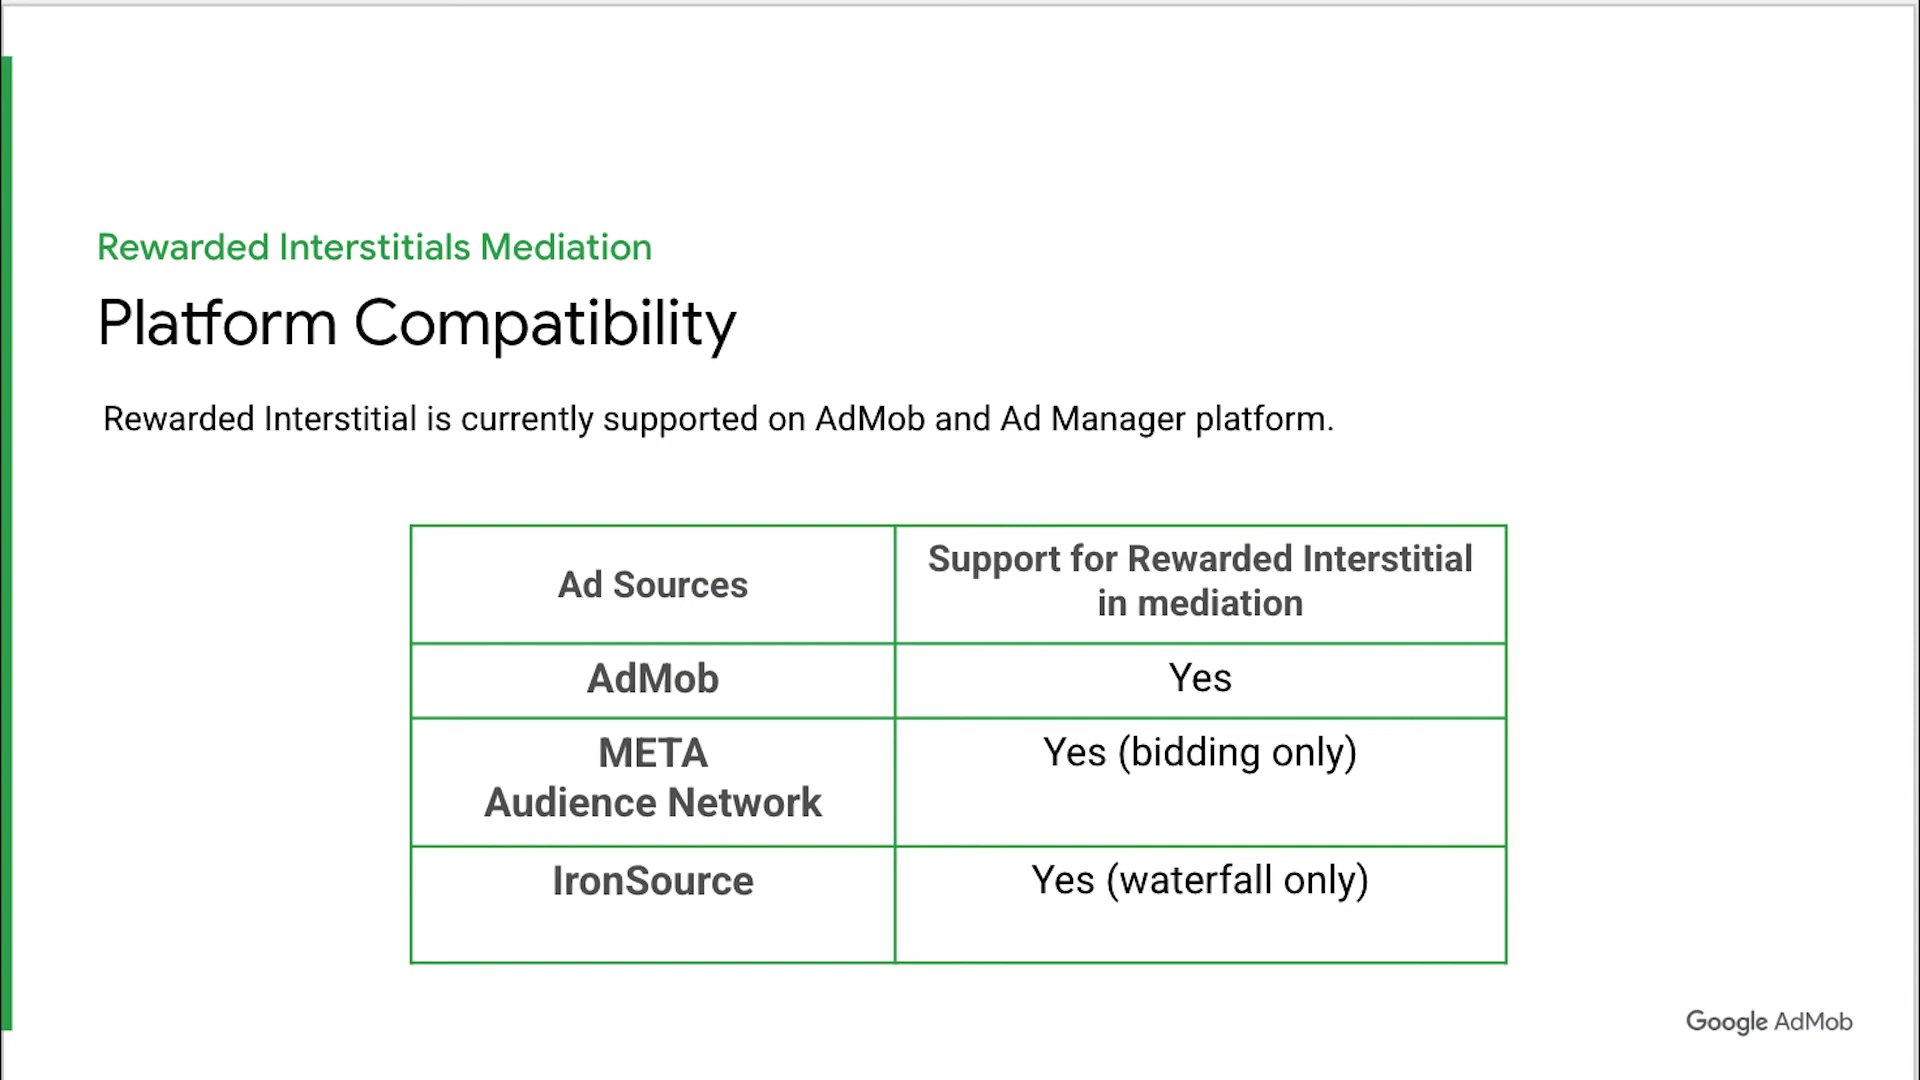 Rewarded Interstitials Mediation
Platform Compatibility
Rewarded Interstitial is currently supported on AdMob and Ad Manager platform.
Ad Sources
Support for Rewarded Interstitial
in mediation
AdMob
Yes
META
Audience Network
Yes (bidding only)
IronSource
Yes (waterfall only)
Google AdMob